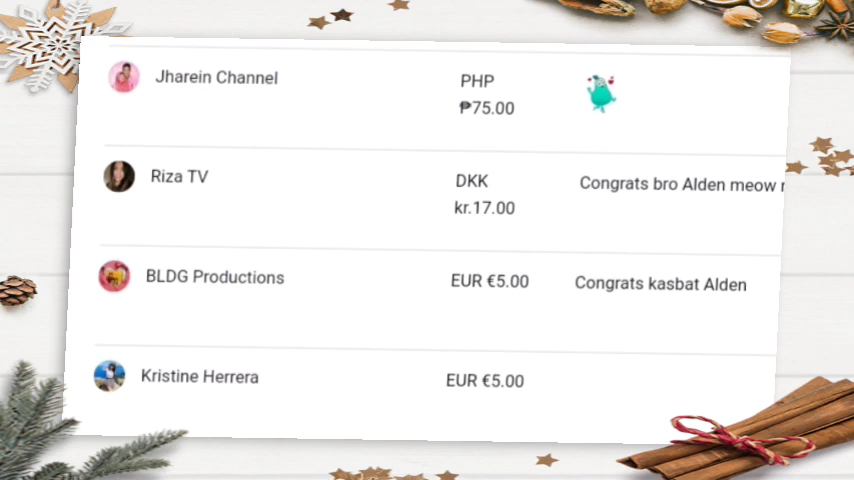 Jharein Channel
PHP
₱75.00
Riza TV
DKK
kr.17.00
Congrats bro Alden meow
BLDG Productions
EUR €5.00
Congrats kasbat Alden
Kristine Herrera
EUR €5.00